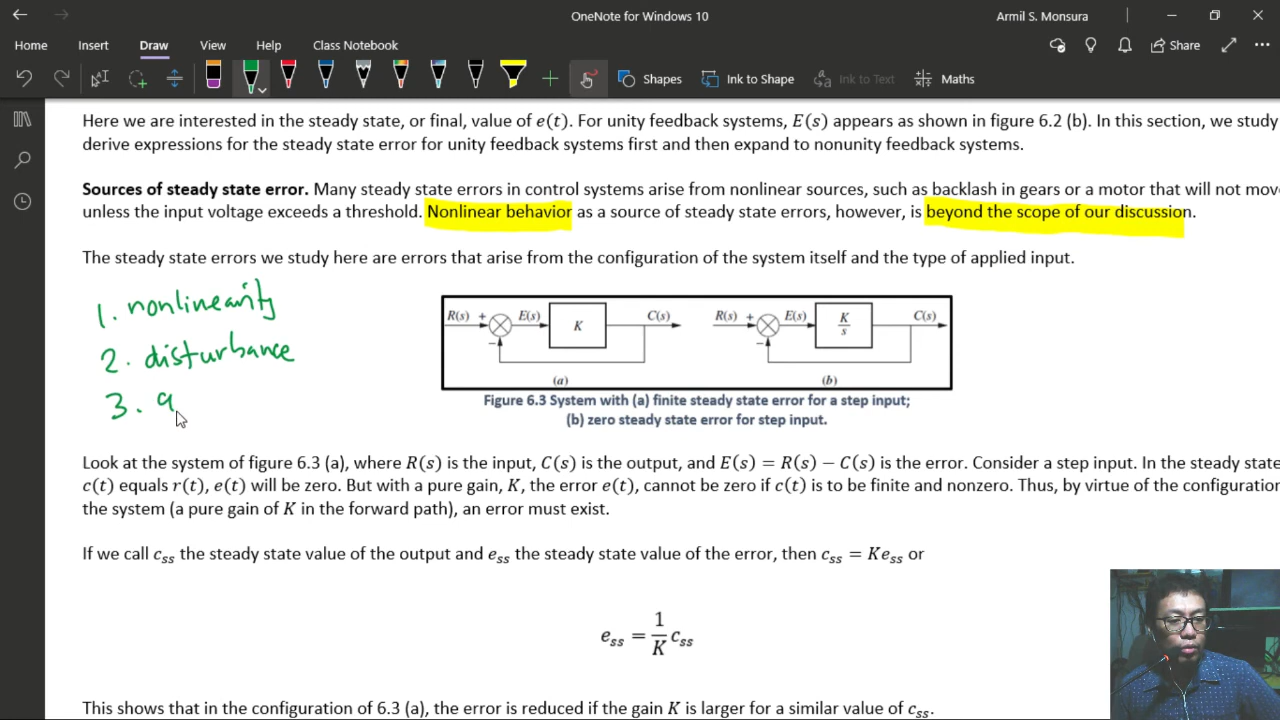 OneNote for Windows 10
Armil S. Monsura
Home Insert Draw View Help Class Notebook
Share
Shapes Ink to Shape Ink to Text Maths
Here we are interested in the steady state, or final, value of e(t). For unity feedback systems, E(s) appears as shown in figure 6.2 (b). In this section, we study
derive expressions for the steady state error for unity feedback systems first and then expand to nonunity feedback systems.
Sources of steady state error. Many steady state errors in control systems arise from nonlinear sources, such as backlash in gears or a motor that will not mov
unless the input voltage exceeds a threshold. Nonlinear behavior as a source of steady state errors, however, is beyond the scope of our discussion.
The steady state errors we study here are errors that arise from the configuration of the system itself and the type of applied input.
1. nonlinearity
2. disturbance
3.
R(s) + E(s) K C(s) −
(a)
R(s) + E(s) K/s C(s) −
(b)
Figure 6.3 System with (a) finite steady state error for a step input;
(b) zero steady state error for step input.
Look at the system of figure 6.3 (a), where R(s) is the input, C(s) is the output, and E(s) = R(s) − C(s) is the error. Consider a step input. In the steady state
c(t) equals r(t), e(t) will be zero. But with a pure gain, K, the error e(t), cannot be zero if c(t) is to be finite and nonzero. Thus, by virtue of the configuration
the system (a pure gain of K in the forward path), an error must exist.
If we call css the steady state value of the output and ess the steady state value of the error, then css = Kess or
ess = 1/K css
This shows that in the configuration of 6.3 (a), the error is reduced if the gain K is larger for a similar value of css.